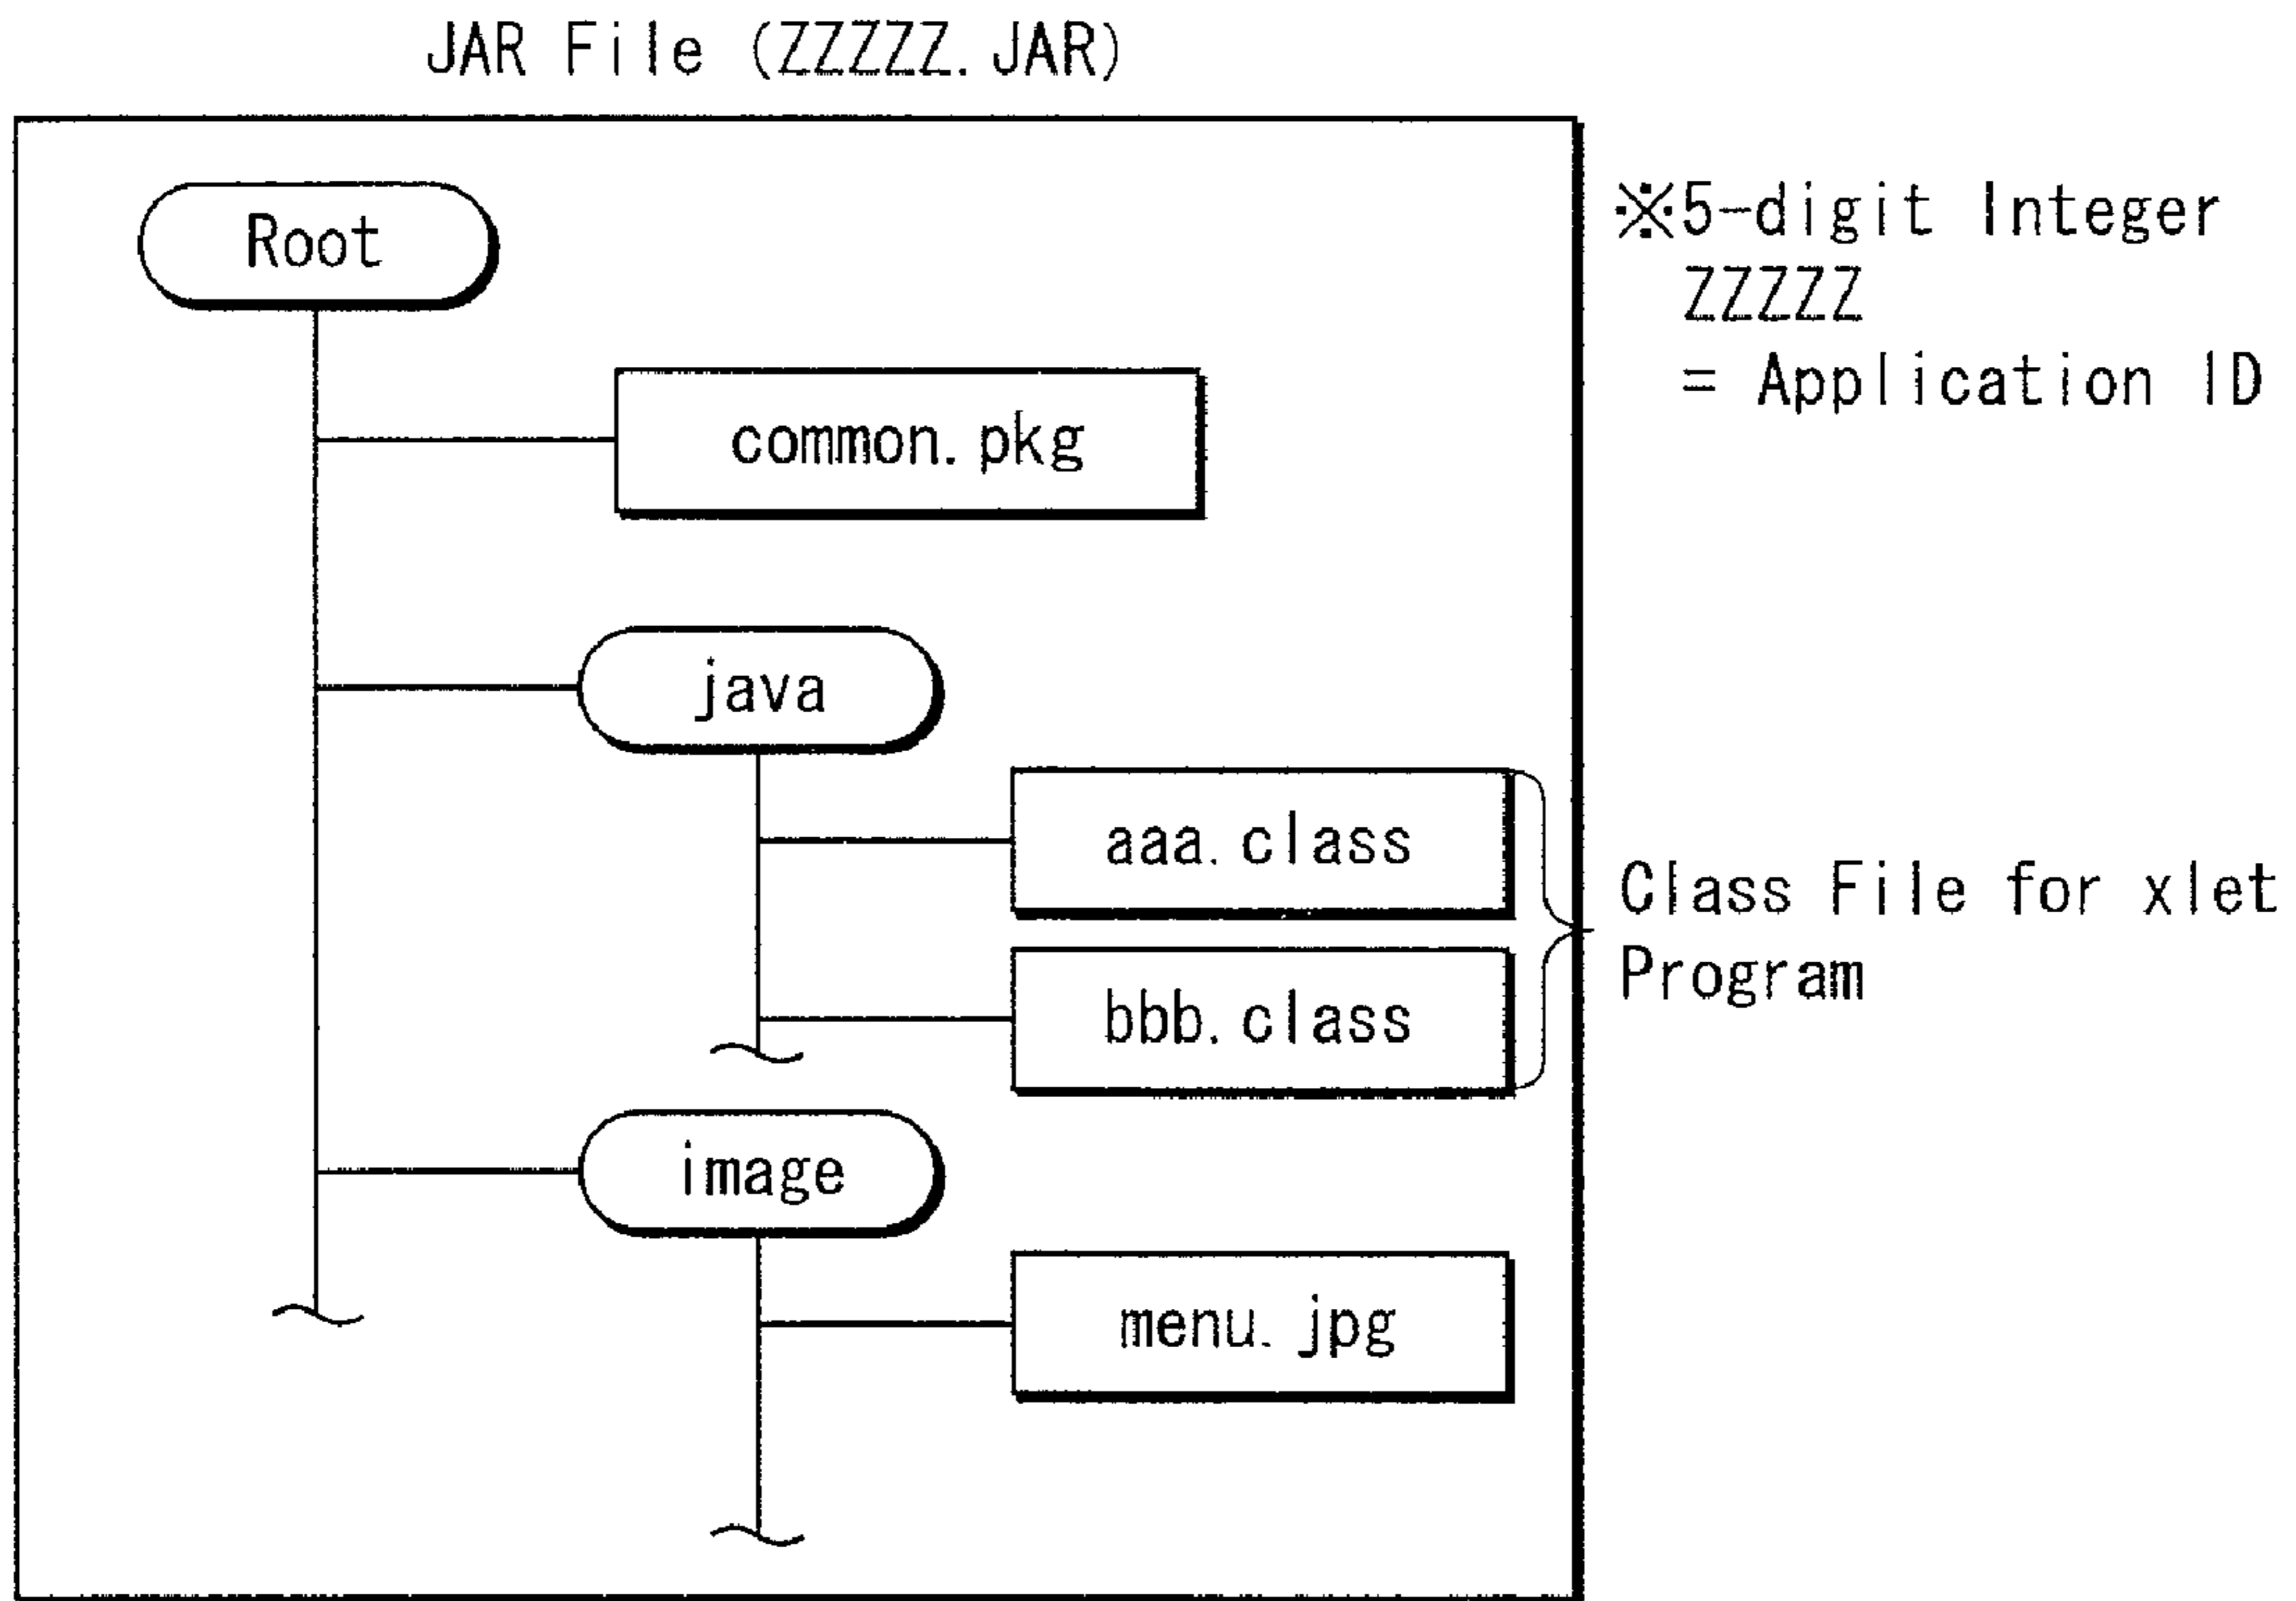 JAR File (ZZZZZ.JAR)
Root
※5-digit Integer
ZZZZZ
= Application ID
common.pkg
java
aaa.class
Class File for xlet
Program
bbb.class
image
menu.jpg